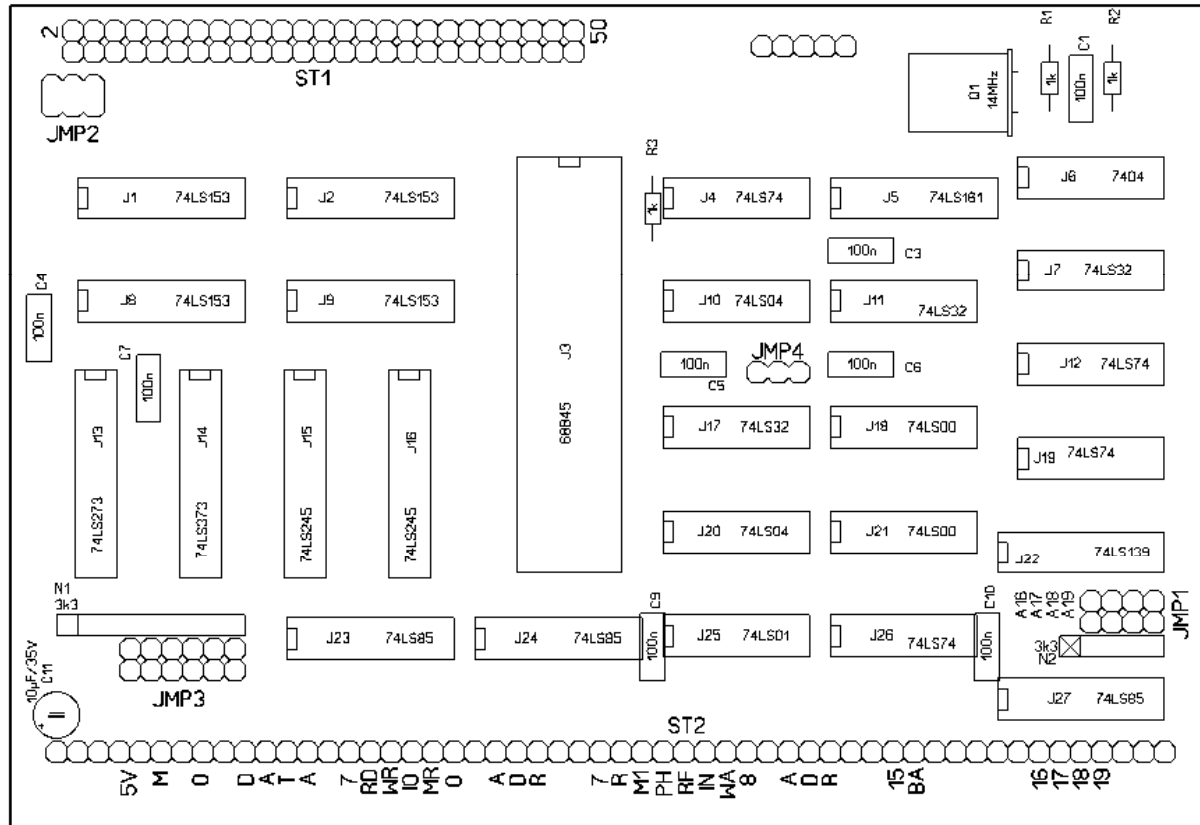 2
50
ST1
JMP2
R1
1k
C1
100n
R2
1k
Q1
14MHz
R3
1k
J1 74LS153
J2 74LS153
J3
68B45
J4 74LS74
J5 74LS161
J6 7404
C3
100n
J7 74LS32
C4
100n
J8 74LS153
J9 74LS153
J10 74LS04
J11 74LS32
C7
100n
100n
C5
JMP4
100n C6
J12 74LS74
J13
74LS273
J14
74LS373
J15
74LS245
J16
74LS245
J17 74LS32
J18 74LS00
J19 74LS74
J20 74LS04
J21 74LS00
J22 74LS139
N1
3k3
J23 74LS85
J24 74LS85
C9
100n
J25 74LS01
J26 74LS74
C10
100n
A16
A17
A18
A19
JMP1
3k3
N2
JMP3
10µF/35V
C11
+
J27 74LS85
ST2
5V M 0 D A T A 7 RD WR IO MR 0 A D R 7 R M1 PH RF IN WA 8 A D R 15 BA 16 17 18 19